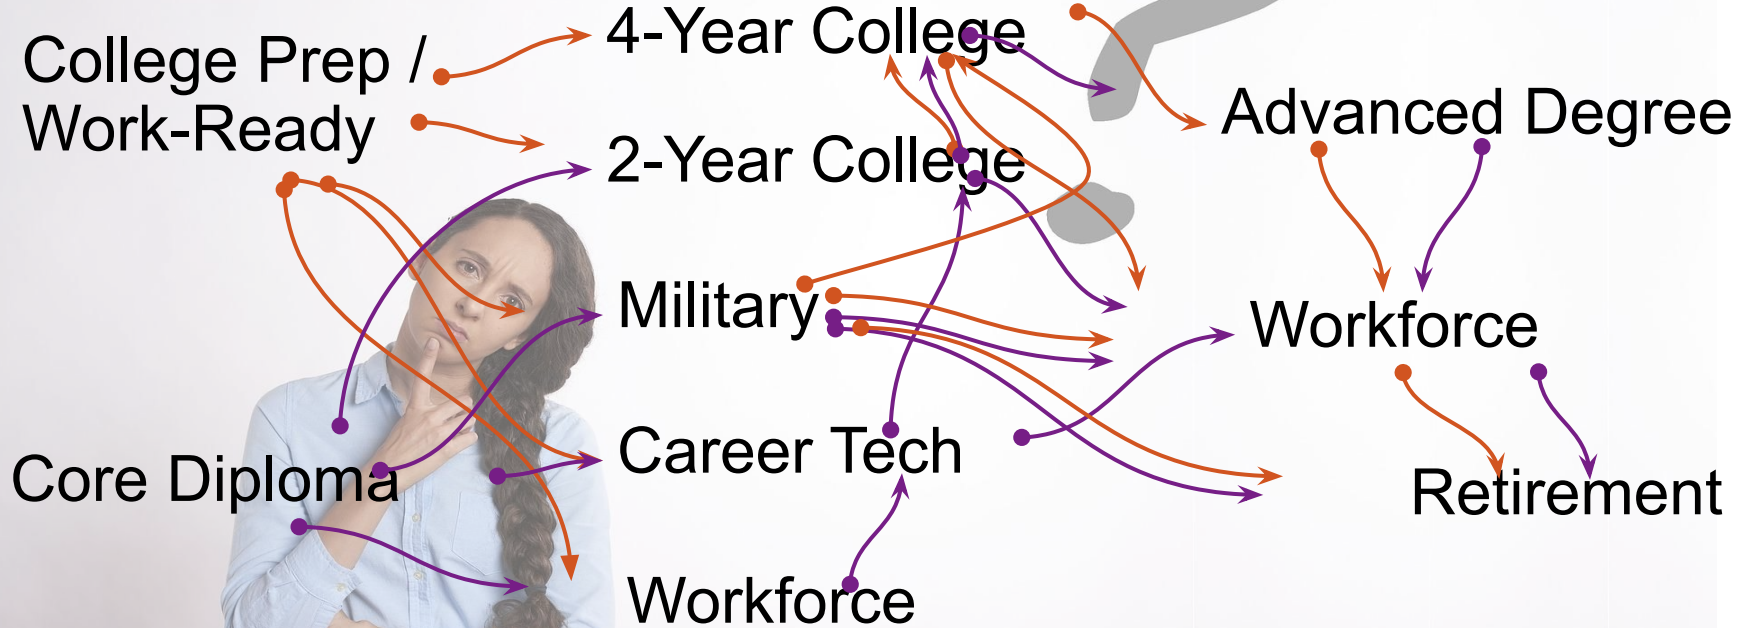 College Prep /
Work-Ready
Core Diploma
4-Year College
2-Year College
Military
Career Tech
Workforce
Advanced Degree
Workforce
Retirement